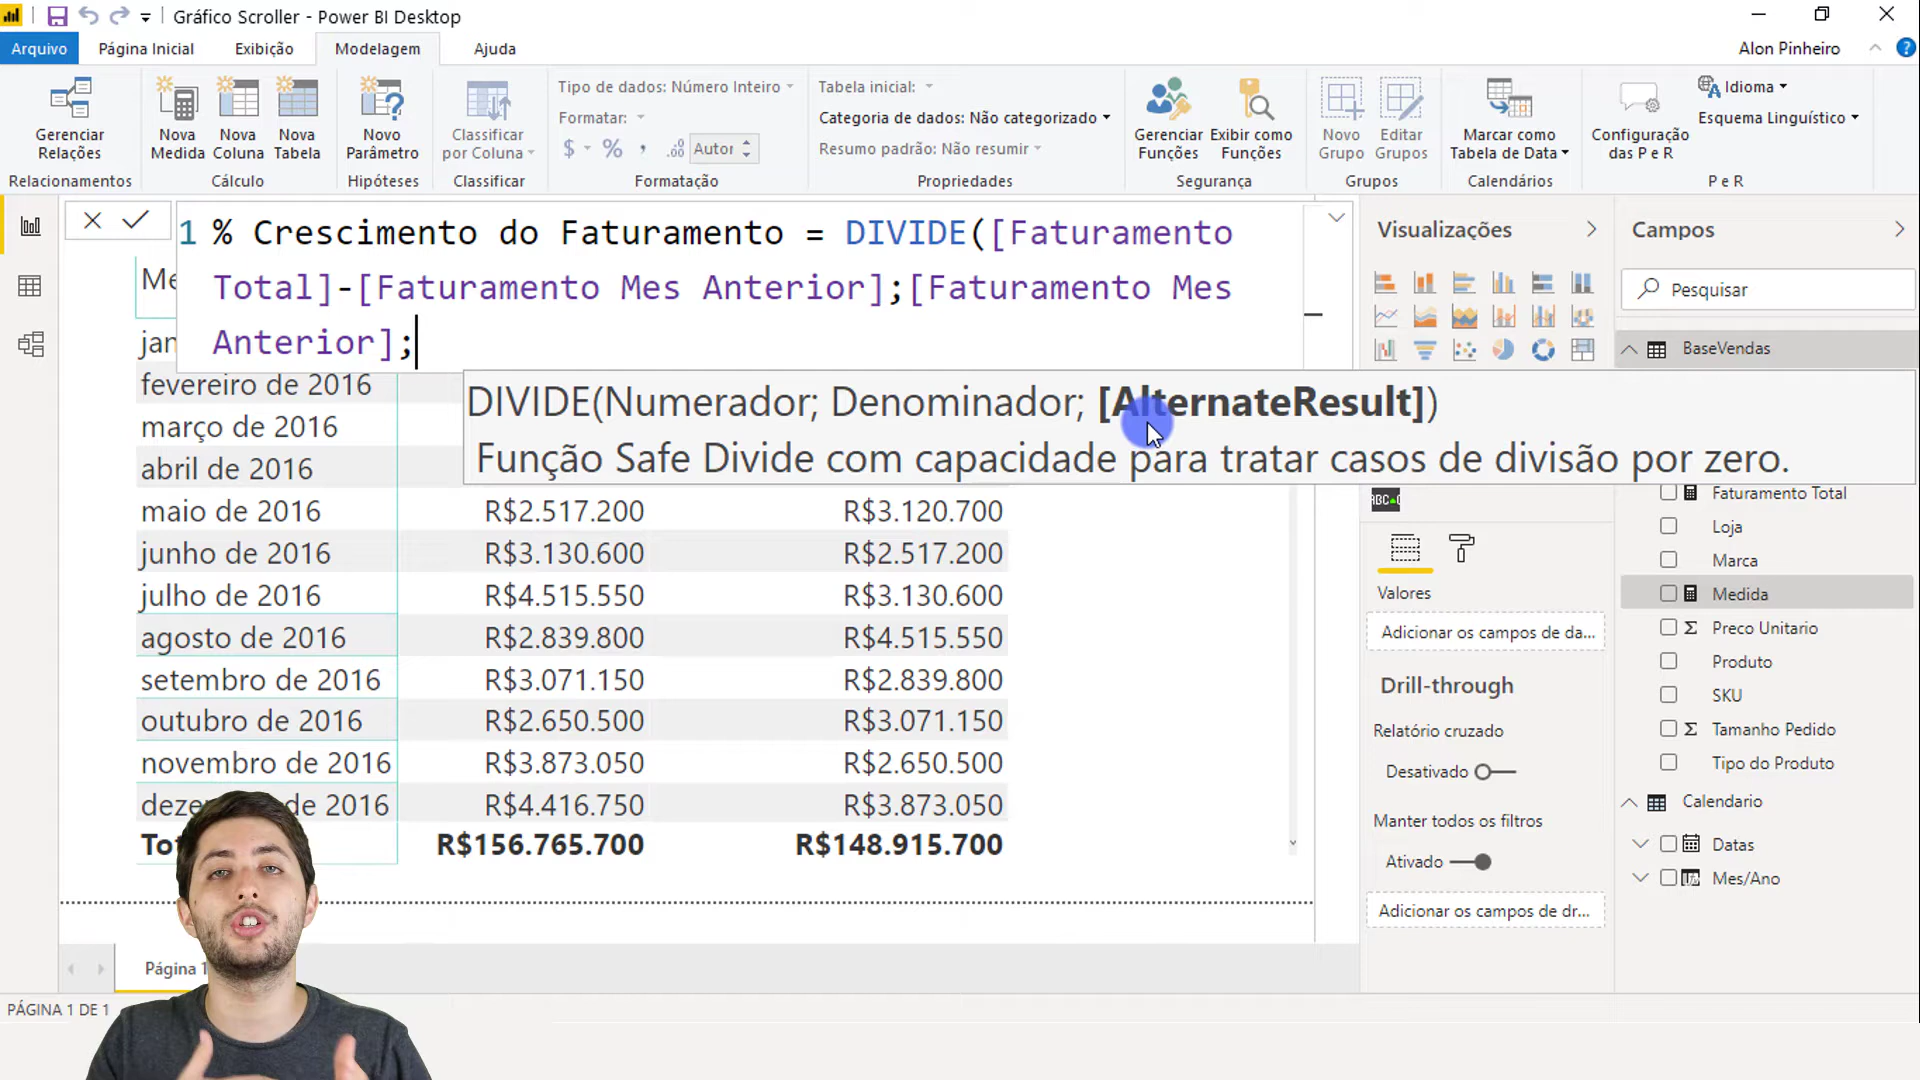 Gráfico Scroller - Power BI Desktop
Arquivo
Página Inicial
Exibição
Modelagem
Ajuda
Alon Pinheiro
Gerenciar
Relações
Relacionamentos
Nova
Medida
Nova
Coluna
Nova
Tabela
Cálculo
Novo
Parâmetro
Hipóteses
Classificar
por Coluna
Classificar
Tipo de dados: Número Inteiro
Formatar:
$ % , Autor
Formatação
Tabela inicial:
Categoria de dados: Não categorizado
Resumo padrão: Não resumir
Propriedades
Gerenciar
Funções
Exibir como
Funções
Segurança
Novo
Grupo
Editar
Grupos
Grupos
Marcar como
Tabela de Data
Calendários
Configuração
das P e R
Idioma
Esquema Linguístico
P e R
1 % Crescimento do Faturamento = DIVIDE([Faturamento
Total]-[Faturamento Mes Anterior];[Faturamento Mes
Anterior];
DIVIDE(Numerador; Denominador; [AlternateResult])
Função Safe Divide com capacidade para tratar casos de divisão por zero.
Me
jan
fevereiro de 2016
março de 2016
abril de 2016
maio de 2016 R$2.517.200 R$3.120.700
junho de 2016 R$3.130.600 R$2.517.200
julho de 2016 R$4.515.550 R$3.130.600
agosto de 2016 R$2.839.800 R$4.515.550
setembro de 2016 R$3.071.150 R$2.839.800
outubro de 2016 R$2.650.500 R$3.071.150
novembro de 2016 R$3.873.050 R$2.650.500
deze de 2016 R$4.416.750 R$3.873.050
Tot R$156.765.700 R$148.915.700
Página 1
PÁGINA 1 DE 1
Visualizações
ABC
Valores
Adicionar os campos de da...
Drill-through
Relatório cruzado
Desativado
Manter todos os filtros
Ativado
Adicionar os campos de dr...
Campos
Pesquisar
BaseVendas
Faturamento Total
Loja
Marca
Medida
Σ Preco Unitario
Produto
SKU
Σ Tamanho Pedido
Tipo do Produto
Calendario
Datas
Mes/Ano